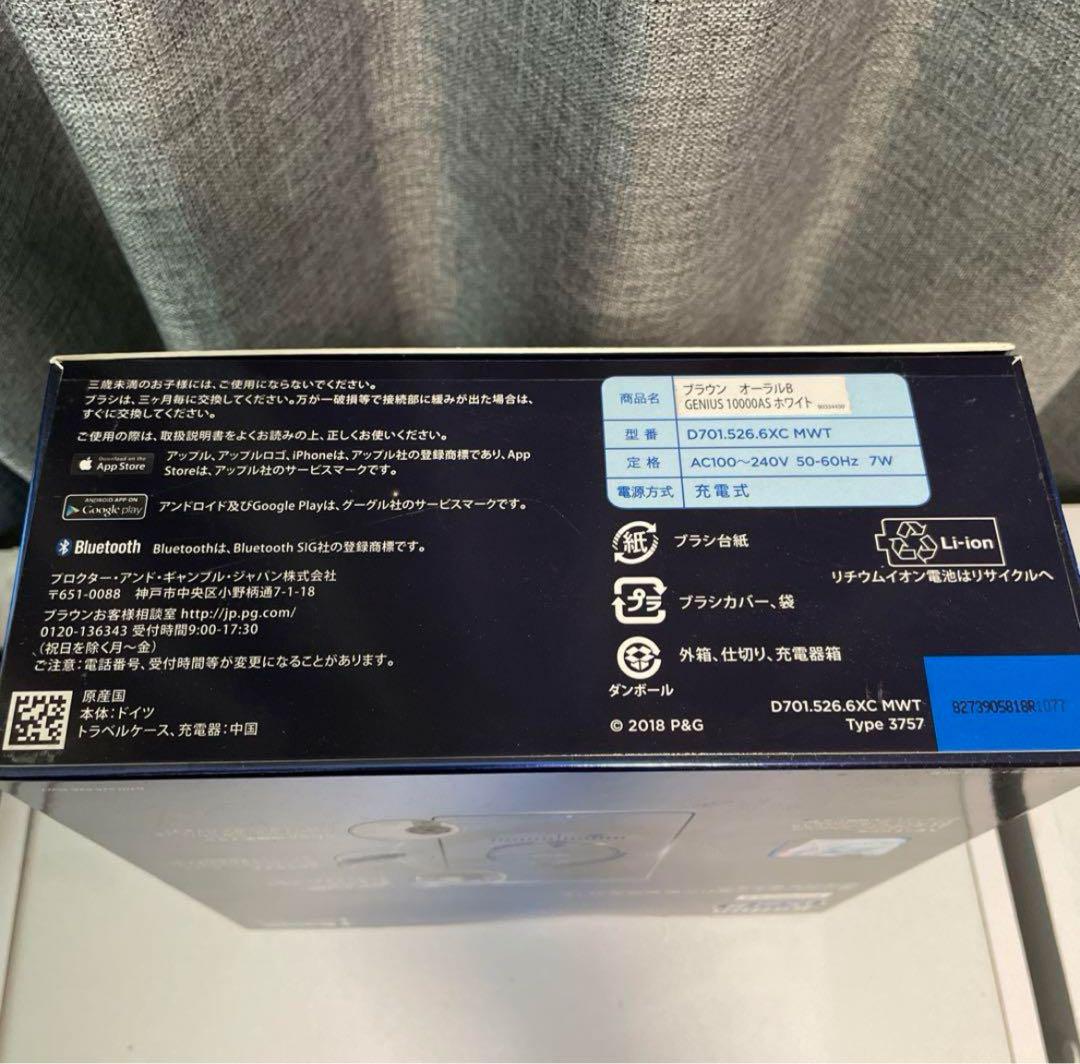 三歳未満のお子様には、ご使用にならないでください。
ブラシは、三ヶ月毎に交換してください。万が一破損等で接続部に緩みが出た場合は、
すぐに交換してください。
ご使用の際は、取扱説明書をよくお読みの上、正しくお使いください。
Download on the
App Store
アップル、アップルロゴ、iPhoneは、アップル社の登録商標であり、App
Storeは、アップル社のサービスマークです。
ANDROID APP ON
Google play
アンドロイド及びGoogle Playは、グーグル社のサービスマークです。
Bluetooth
Bluetoothは、Bluetooth SIG社の登録商標です。
プロクター・アンド・ギャンブル・ジャパン株式会社
〒651-0088 神戸市中央区小野柄通7-1-18
ブラウンお客様相談室 http://jp.pg.com/
0120-136343 受付時間9:00-17:30
(祝日を除く月～金)
ご注意：電話番号、受付時間等が変更になることがあります。
原産国
本体：ドイツ
トラベルケース、充電器：中国
商品名
ブラウン オーラルB
GENIUS 10000AS ホワイト
型番
D701.526.6XC MWT
定格
AC100～240V 50-60Hz 7W
電源方式
充電式
紙
ブラシ台紙
プラ
ブラシカバー、袋
ダンボール
外箱、仕切り、充電器箱
Li-ion
リチウムイオン電池はリサイクルへ
© 2018 P&G
D701.526.6XC MWT
Type 3757
8273905818R1077